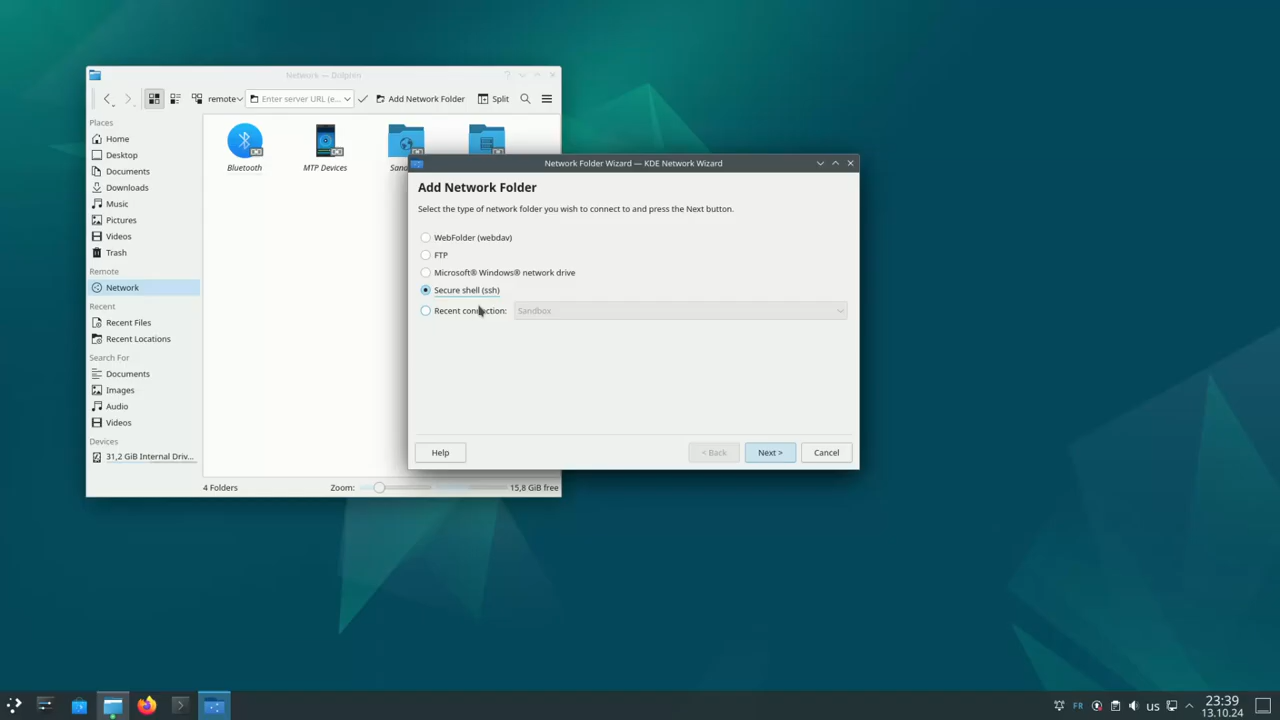 Network — Dolphin
remote
Enter server URL (e...
Add Network Folder
Split
Places
Home
Desktop
Documents
Downloads
Music
Pictures
Videos
Trash
Remote
Network
Recent
Recent Files
Recent Locations
Search For
Documents
Images
Audio
Videos
Devices
31,2 GiB Internal Driv...
Bluetooth
MTP Devices
4 Folders
Zoom:
15,8 GiB free
Network Folder Wizard — KDE Network Wizard
Add Network Folder
Select the type of network folder you wish to connect to and press the Next button.
WebFolder (webdav)
FTP
Microsoft® Windows® network drive
Secure shell (ssh)
Recent connection:
Sandbox
Help
< Back
Next >
Cancel
FR
us
23:39
13.10.24